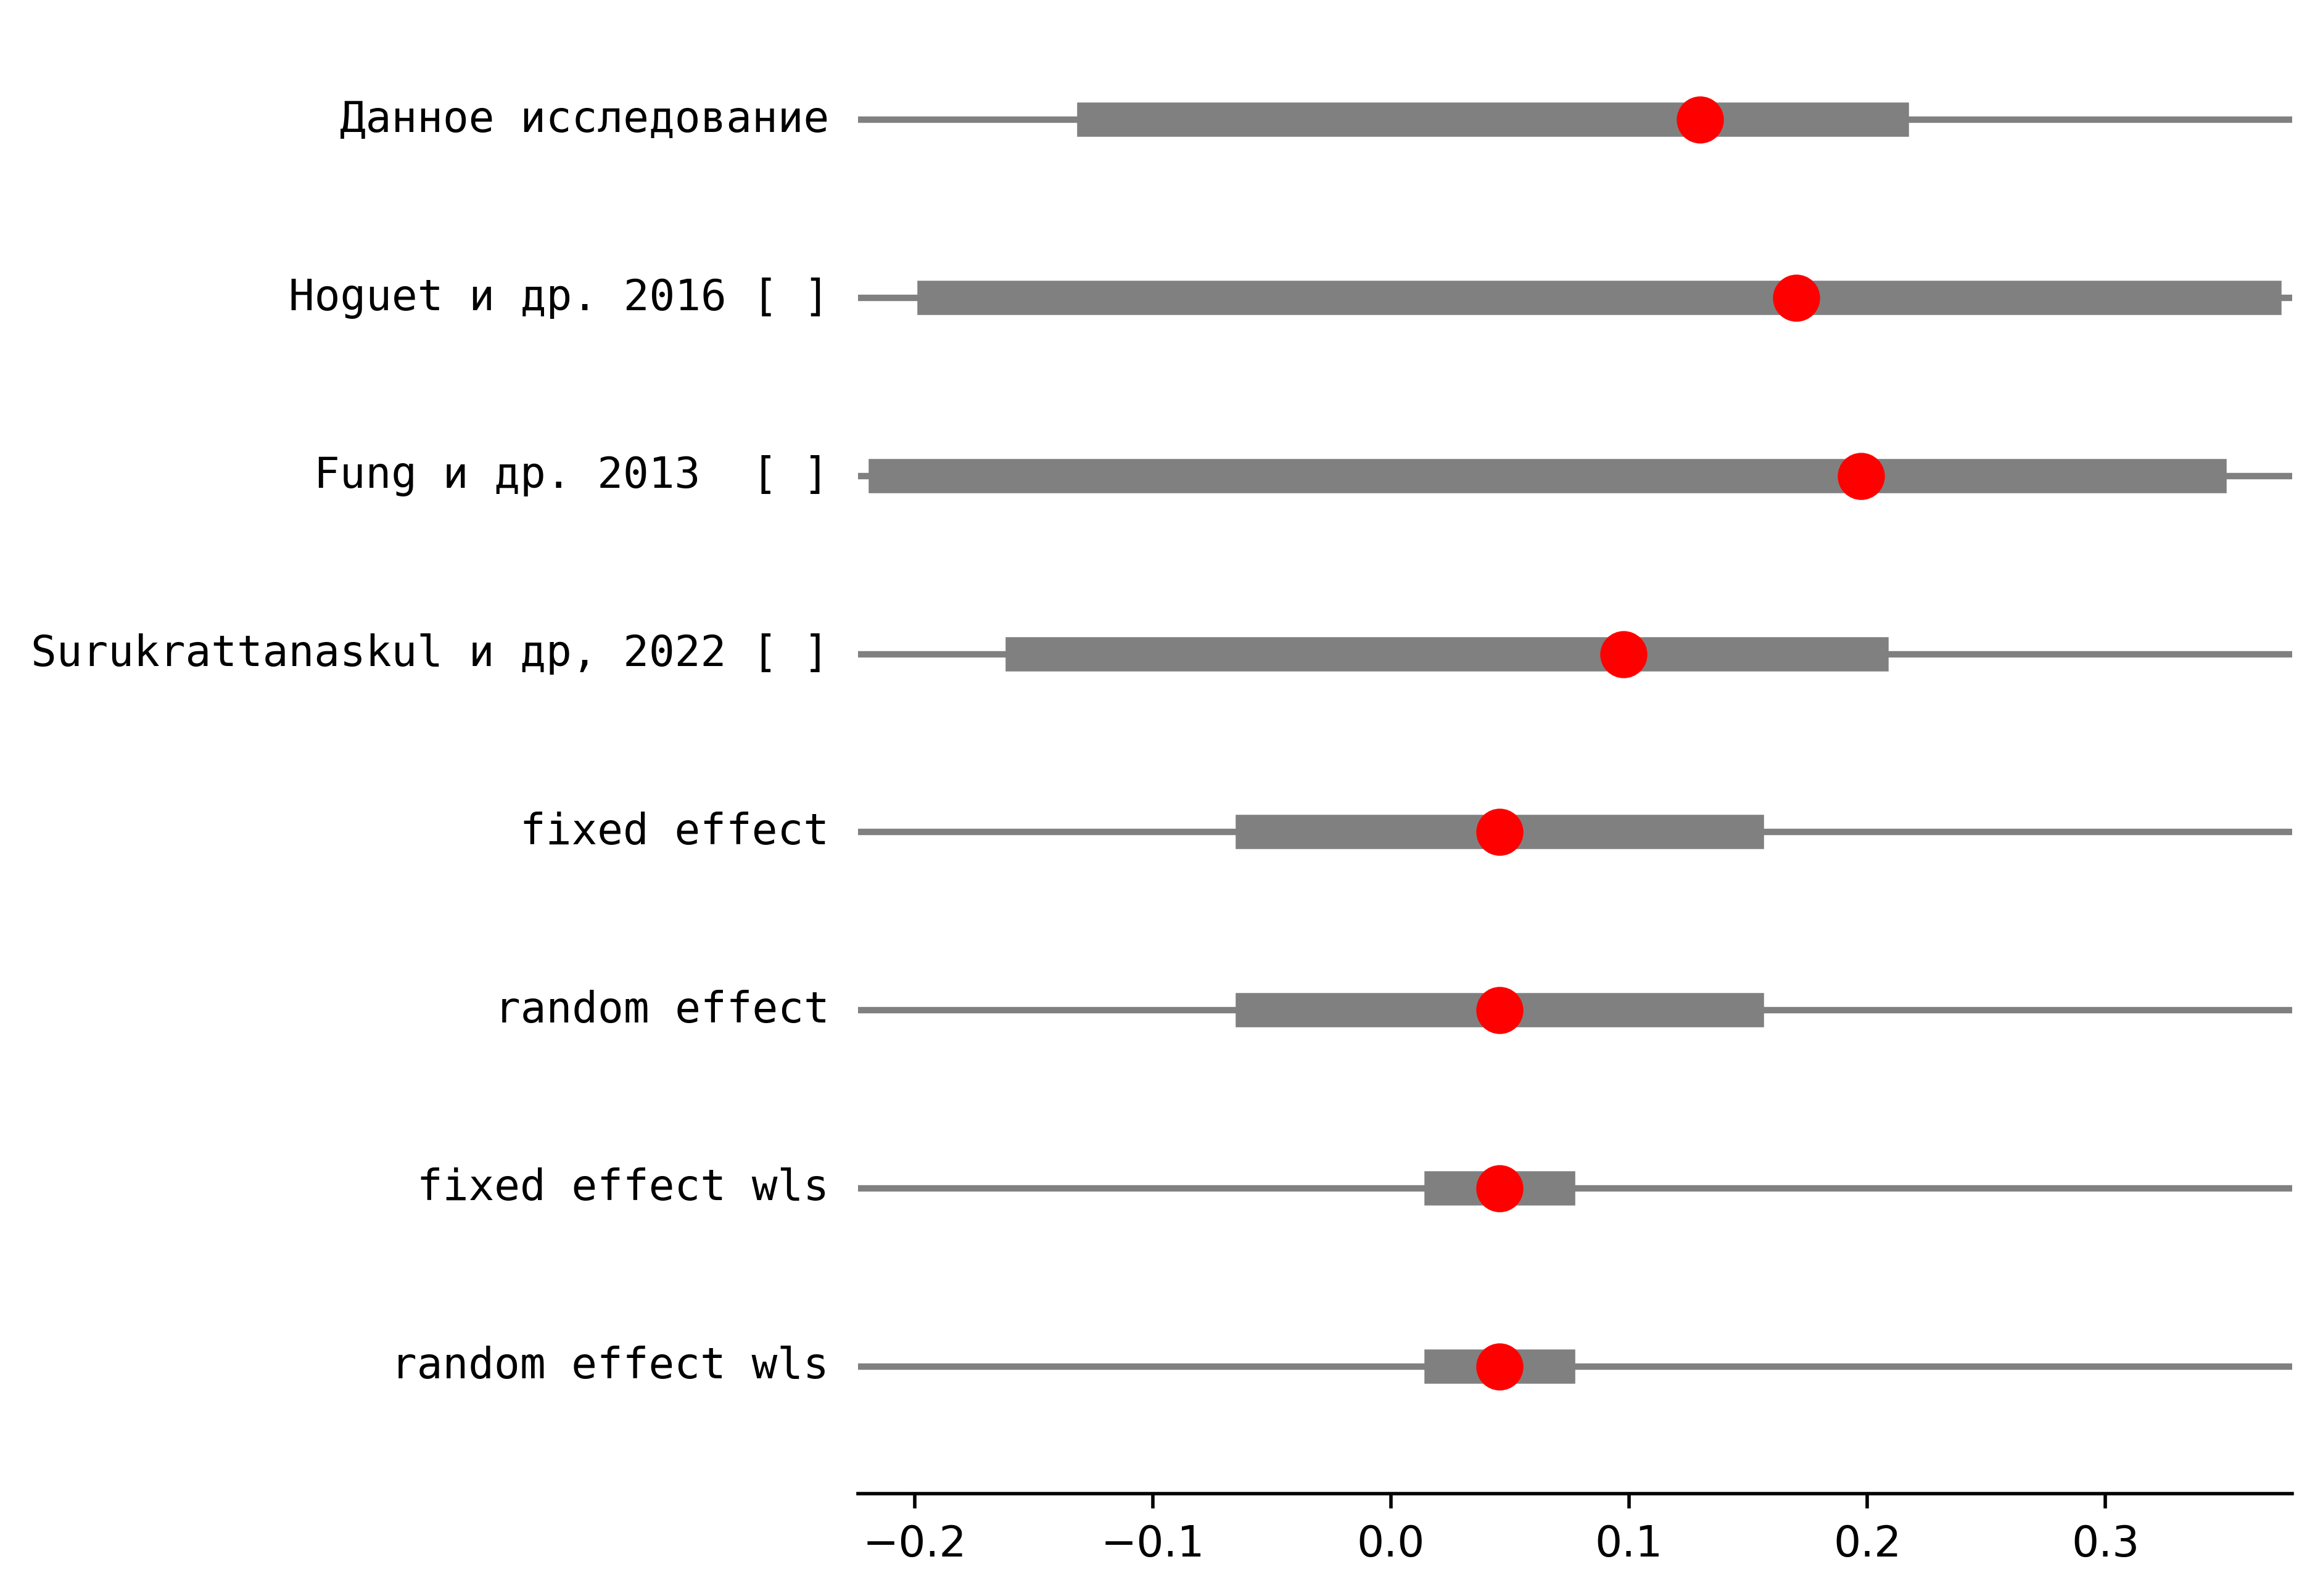 Данное исследование
Hoguet и др. 2016 [ ]
Fung и др. 2013  [ ]
Surukrattanaskul и др, 2022 [ ]
fixed effect
random effect
fixed effect wls
random effect wls
−0.2 −0.1 0.0 0.1 0.2 0.3